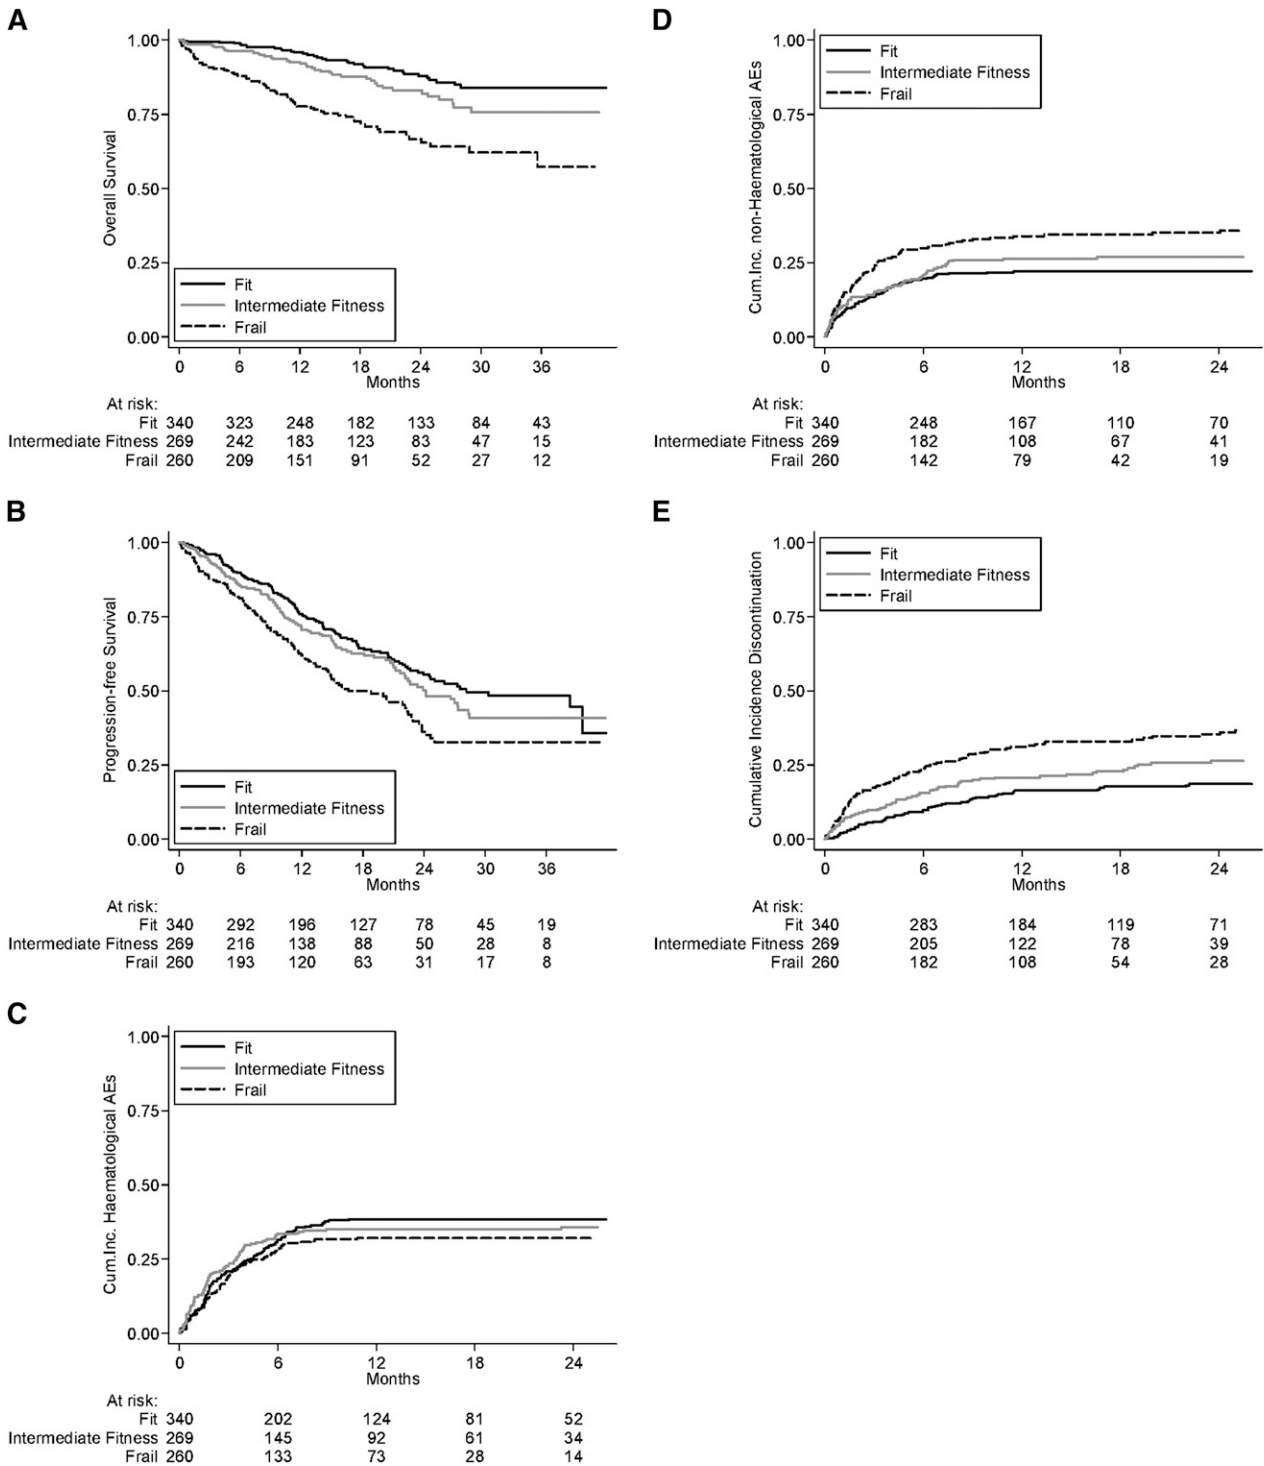 A
Overall Survival
1.00
0.75
0.50
0.25
0.00
Fit
Intermediate Fitness
Frail
0 6 12 18 24 30 36
Months
At risk:
Fit 340 323 248 182 133 84 43
Intermediate Fitness 269 242 183 123 83 47 15
Frail 260 209 151 91 52 27 12
B
Progression-free Survival
1.00
0.75
0.50
0.25
0.00
Fit
Intermediate Fitness
Frail
0 6 12 18 24 30 36
Months
At risk:
Fit 340 292 196 127 78 45 19
Intermediate Fitness 269 216 138 88 50 28 8
Frail 260 193 120 63 31 17 8
C
Cum.Inc. Haematological AEs
1.00
0.75
0.50
0.25
0.00
Fit
Intermediate Fitness
Frail
0 6 12 18 24
Months
At risk:
Fit 340 202 124 81 52
Intermediate Fitness 269 145 92 61 34
Frail 260 133 73 28 14
D
Cum.Inc. non-Haematological AEs
1.00
0.75
0.50
0.25
0.00
Fit
Intermediate Fitness
Frail
0 6 12 18 24
Months
At risk:
Fit 340 248 167 110 70
Intermediate Fitness 269 182 108 67 41
Frail 260 142 79 42 19
E
Cumulative Incidence Discontinuation
1.00
0.75
0.50
0.25
0.00
Fit
Intermediate Fitness
Frail
0 6 12 18 24
Months
At risk:
Fit 340 283 184 119 71
Intermediate Fitness 269 205 122 78 39
Frail 260 182 108 54 28